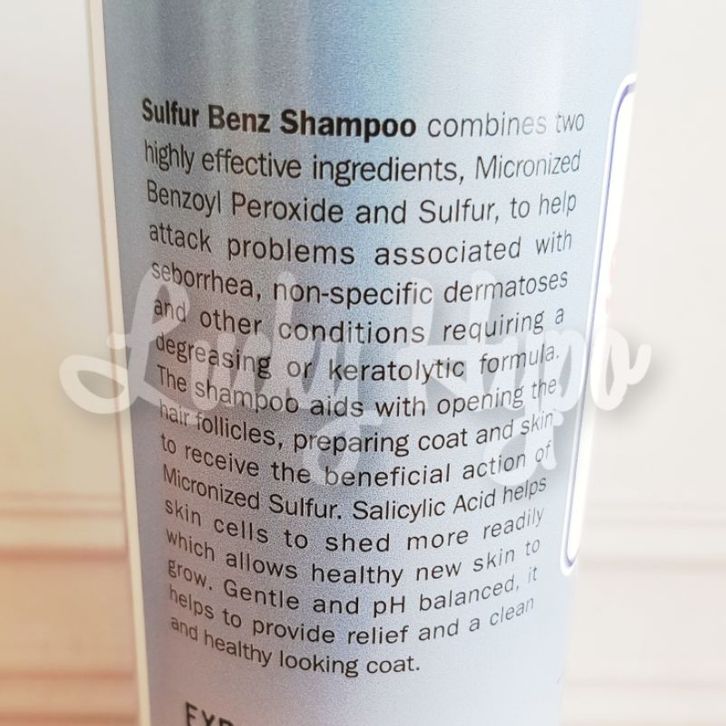 Sulfur Benz Shampoo combines two
highly effective ingredients, Micronized
Benzoyl Peroxide and Sulfur, to help
attack problems associated with
seborrhea, non-specific dermatoses
and other conditions requiring a
degreasing or keratolytic formula.
The shampoo aids with opening the
hair follicles, preparing coat and skin
to receive the beneficial action of
Micronized Sulfur. Salicylic Acid helps
skin cells to shed more readily
which allows healthy new skin to
grow. Gentle and pH balanced, it
helps to provide relief and a clean
and healthy looking coat.